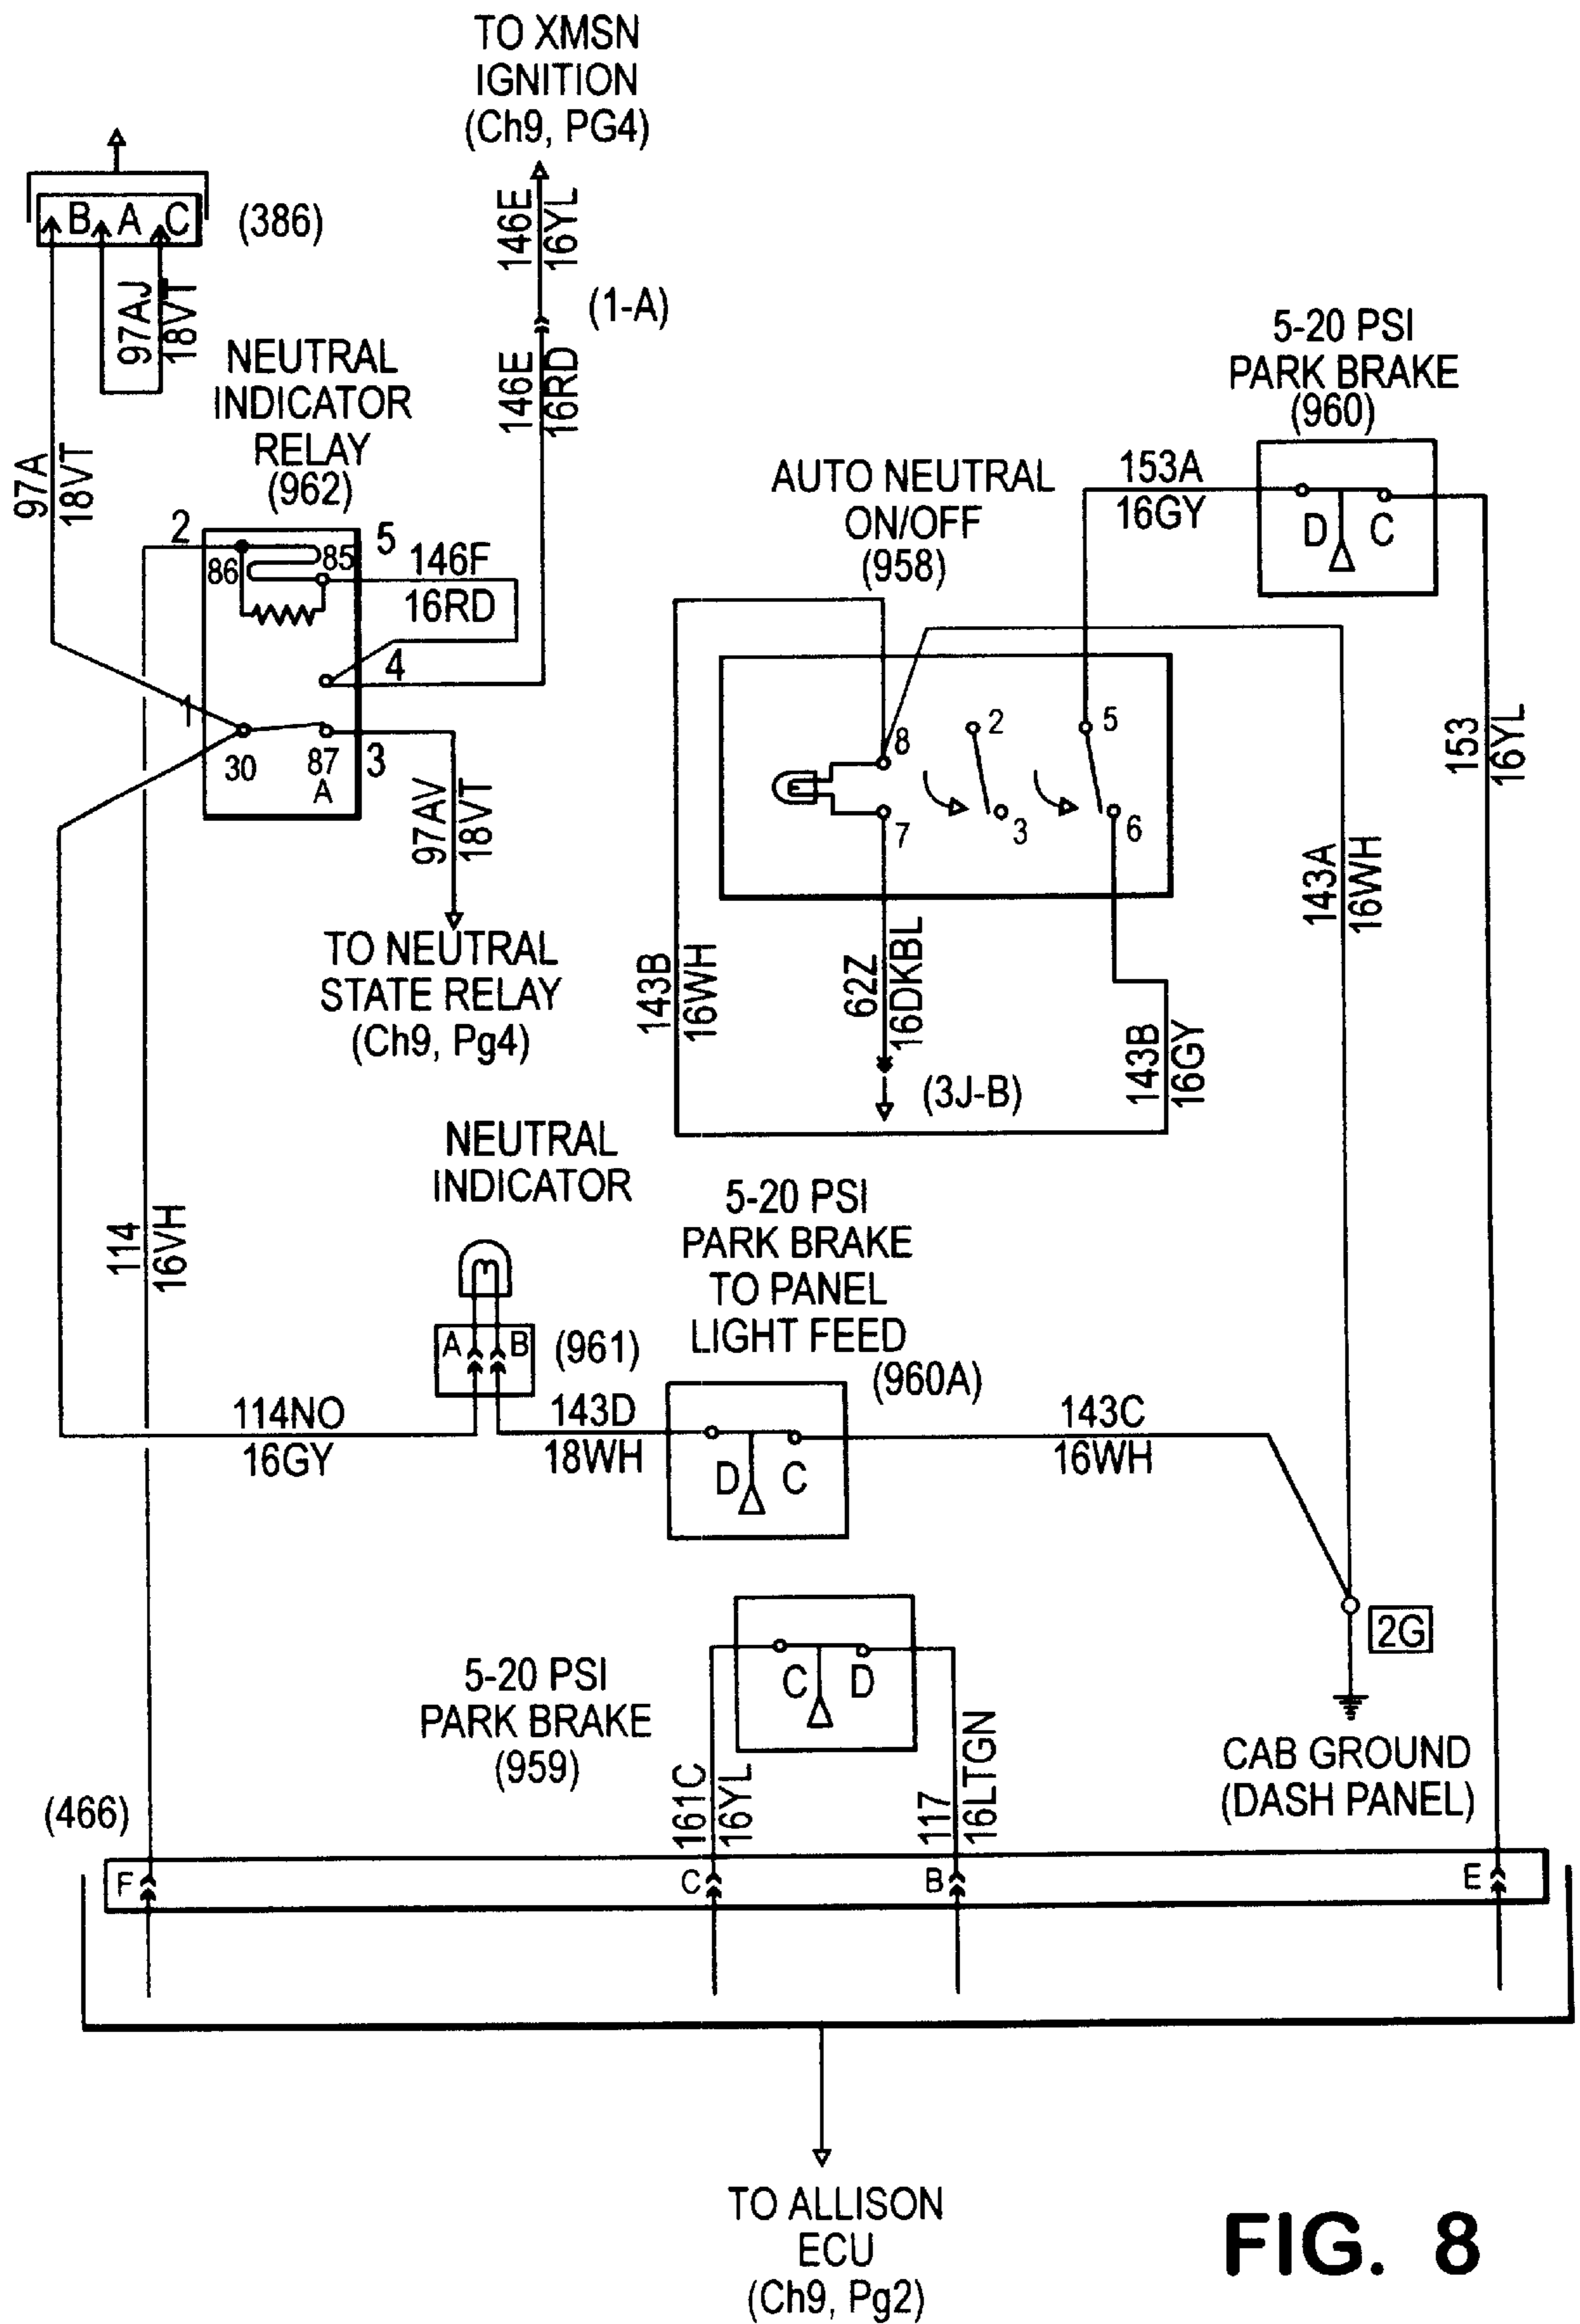 TO XMSN
IGNITION
(Ch9, PG4)
B A C
(386)
146E
16YL
(1-A)
97AJ
18VT
146E
16RD
NEUTRAL
INDICATOR
RELAY
(962)
97A
18VT
5-20 PSI
PARK BRAKE
(960)
AUTO NEUTRAL
ON/OFF
(958)
153A
16GY
D C
2
86
85
5
146F
16RD
4
1
30
87
A
3
97AV
18VT
TO NEUTRAL
STATE RELAY
(Ch9, Pg4)
8
2
5
7
3
6
153
16YL
143A
16WH
143B
16WH
62Z
16DKBL
(3J-B)
143B
16GY
NEUTRAL
INDICATOR
114
16VH
5-20 PSI
PARK BRAKE
TO PANEL
LIGHT FEED
(960A)
A B
(961)
114NO
16GY
143D
18WH
D C
143C
16WH
2G
CAB GROUND
(DASH PANEL)
5-20 PSI
PARK BRAKE
(959)
C D
161C
16YL
117
16LTGN
(466)
F
C
B
E
TO ALLISON
ECU
(Ch9, Pg2)
FIG. 8